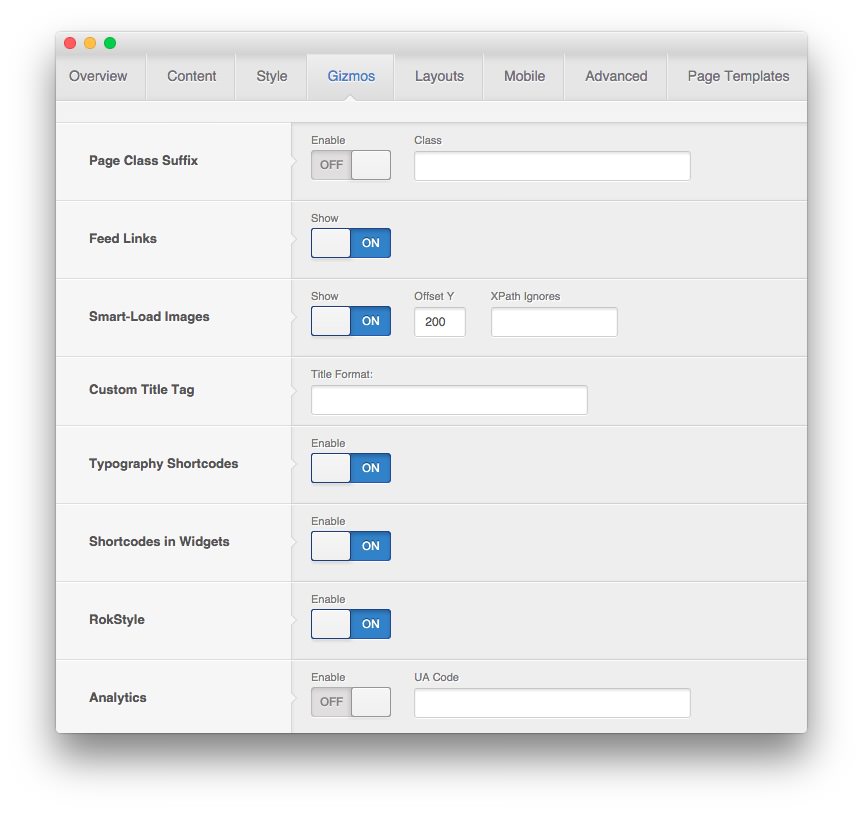 Overview Content Style Gizmos Layouts Mobile Advanced Page Templates
Enable Class
Page Class Suffix OFF
Show
Feed Links ON
Show Offset Y XPath Ignores
Smart-Load Images ON 200
Title Format:
Custom Title Tag
Enable
Typography Shortcodes ON
Enable
Shortcodes in Widgets ON
Enable
RokStyle ON
Enable UA Code
Analytics OFF